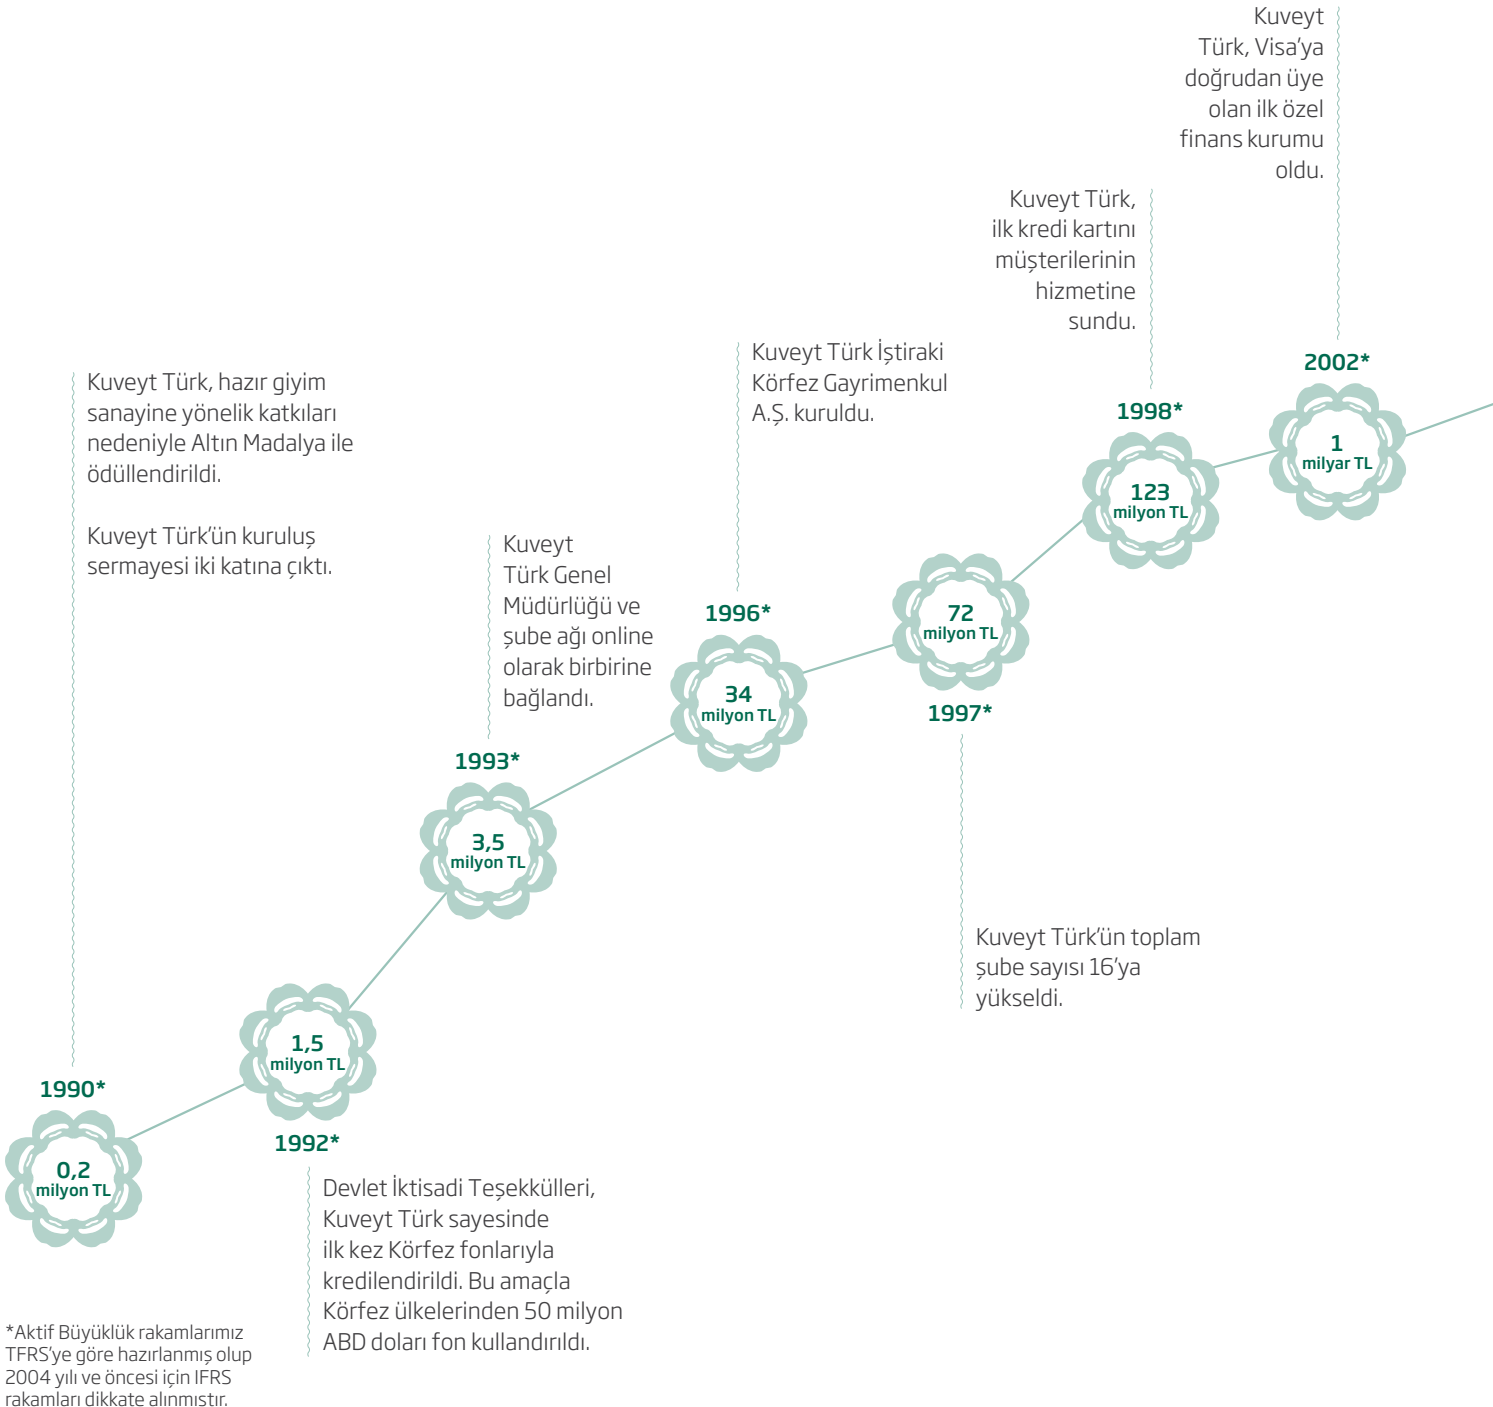 Kuveyt Türk, hazır giyim
sanayine yönelik katkıları
nedeniyle Altın Madalya ile
ödüllendirildi.
Kuveyt Türk’ün kuruluş
sermayesi iki katına çıktı.
1990*
0,2
milyon TL
1,5
milyon TL
1992*
Devlet İktisadi Teşekkülleri,
Kuveyt Türk sayesinde
ilk kez Körfez fonlarıyla
kredilendirildi. Bu amaçla
Körfez ülkelerinden 50 milyon
ABD doları fon kullandırıldı.
Kuveyt
Türk Genel
Müdürlüğü ve
şube ağı online
olarak birbirine
bağlandı.
1993*
3,5
milyon TL
Kuveyt Türk İştiraki
Körfez Gayrimenkul
A.Ş. kuruldu.
1996*
34
milyon TL
72
milyon TL
1997*
Kuveyt Türk’ün toplam
şube sayısı 16’ya
yükseldi.
Kuveyt Türk,
ilk kredi kartını
müşterilerinin
hizmetine
sundu.
1998*
123
milyon TL
Kuveyt
Türk, Visa’ya
doğrudan üye
olan ilk özel
finans kurumu
oldu.
2002*
1
milyar TL
*Aktif Büyüklük rakamlarımız
TFRS’ye göre hazırlanmış olup
2004 yılı ve öncesi için IFRS
rakamları dikkate alınmıstır.